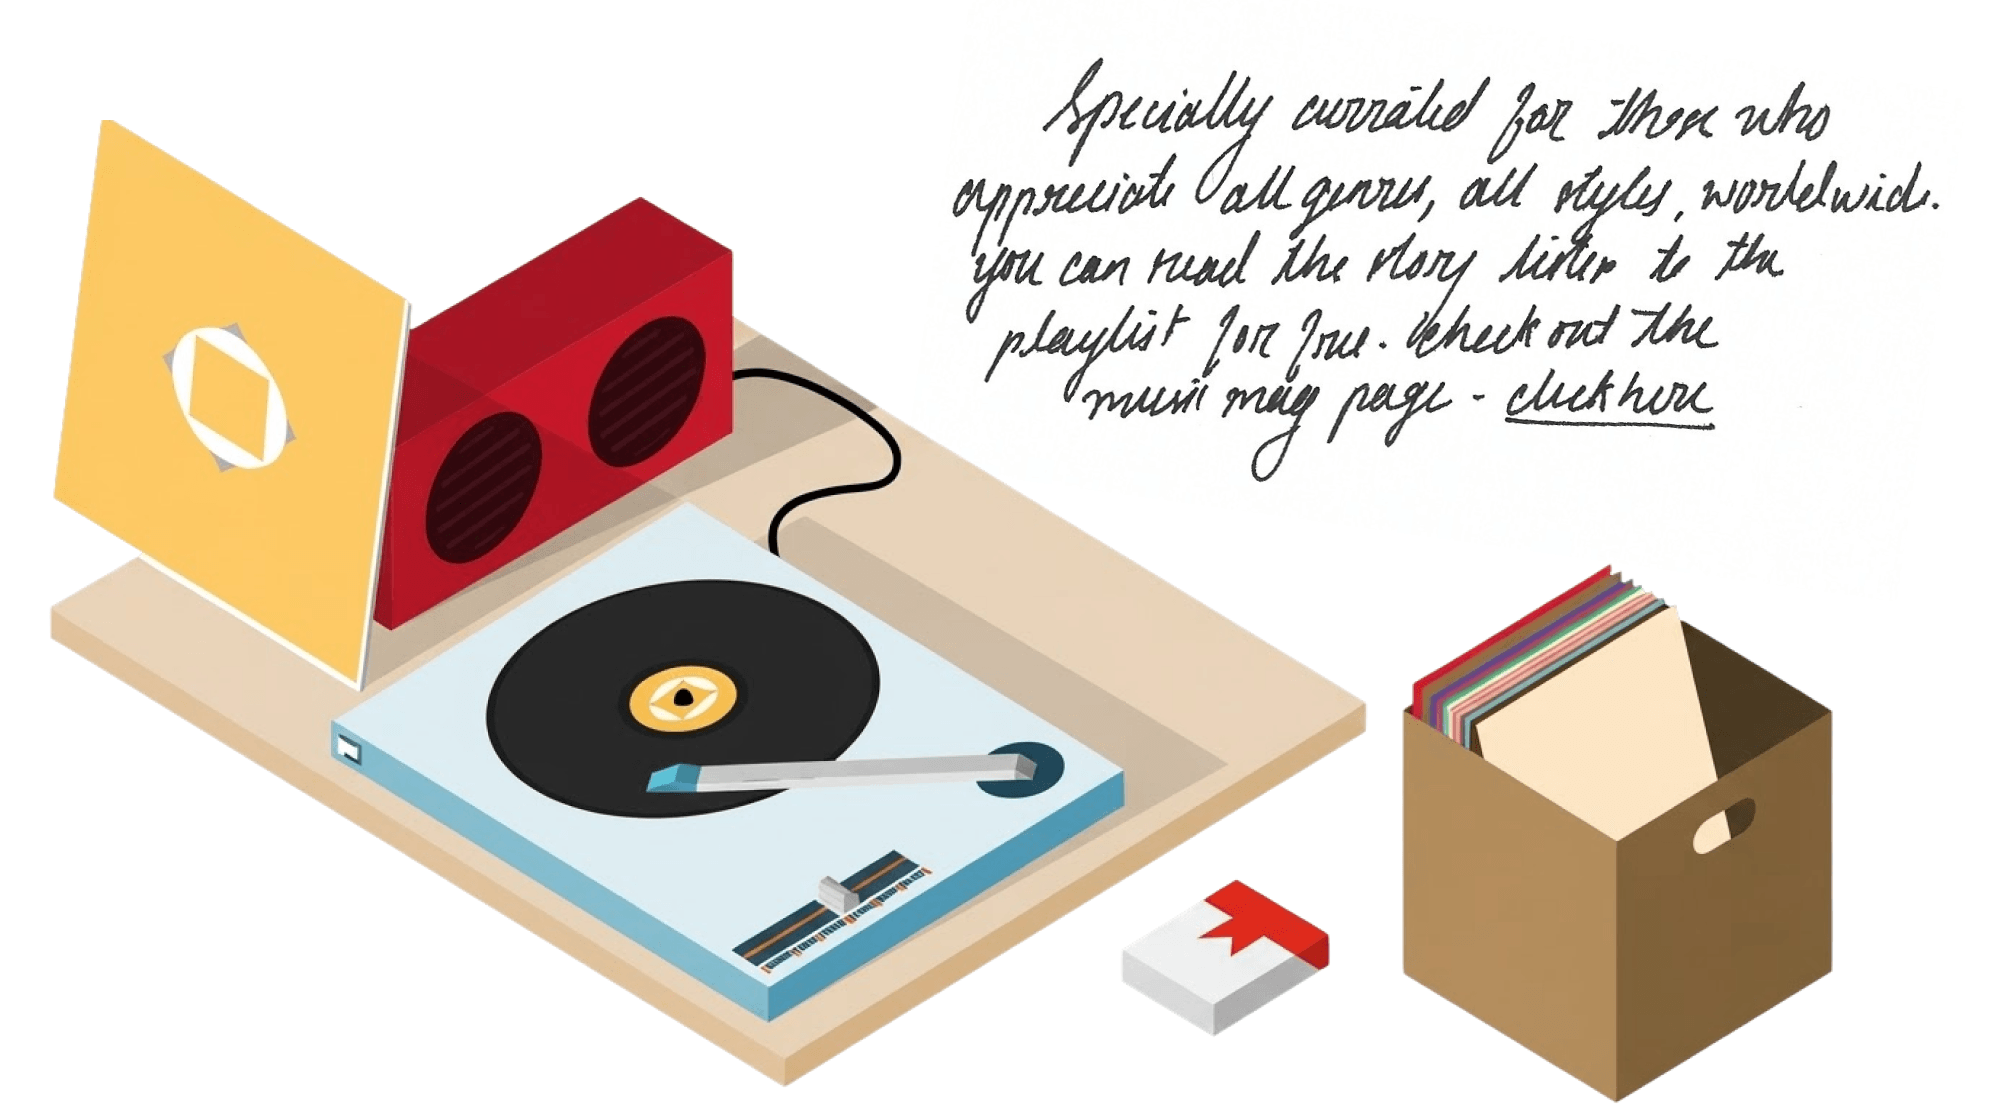 Specially currated for those who
appreciate all genres, all styles, worldwide.
you can read the story listen to the
playlist for free. check out the
music mag page - click here